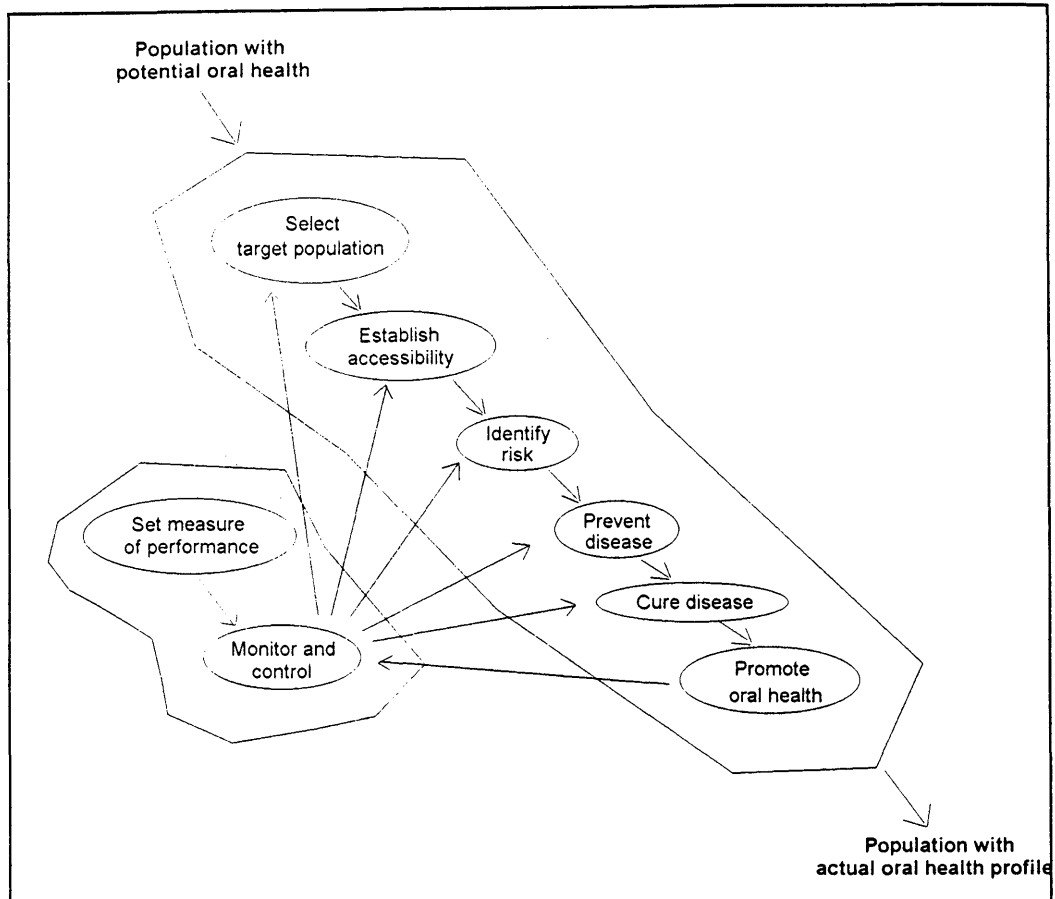 Population with
potential oral health
Select
target population
Establish
accessibility
Identify
risk
Set measure
of performance
Prevent
disease
Cure disease
Monitor and
control
Promote
oral health
Population with
actual oral health profile